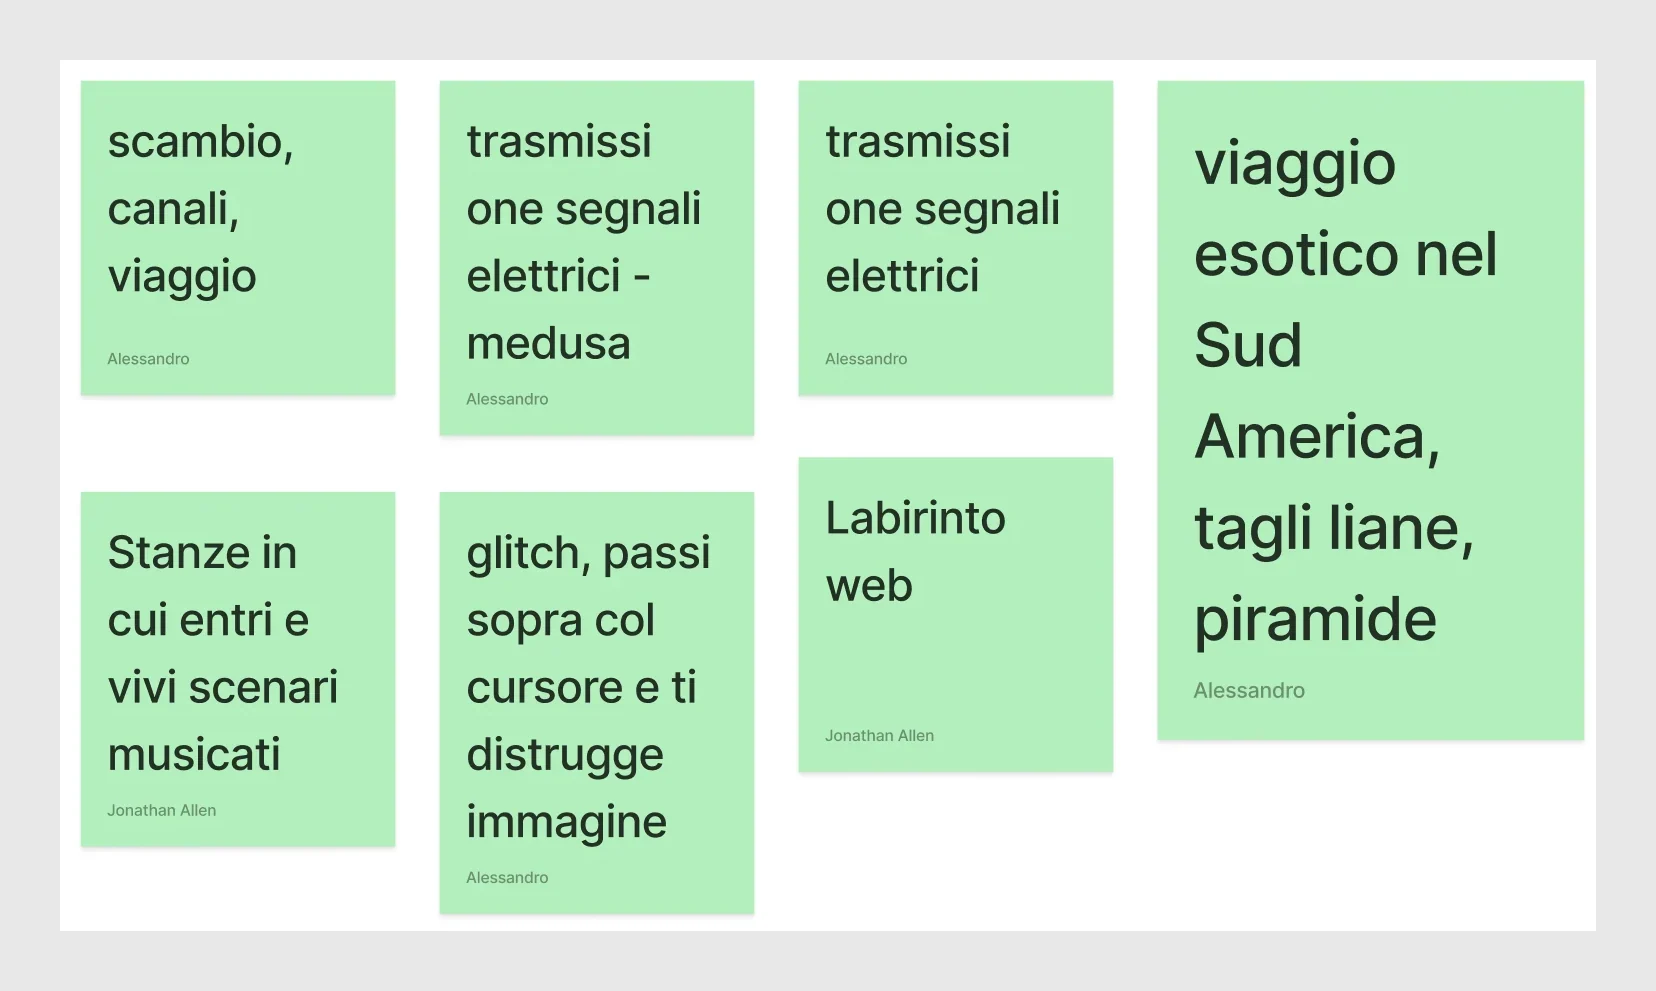 scambio,
canali,
viaggio
Alessandro
trasmissi
one segnali
elettrici -
medusa
Alessandro
trasmissi
one segnali
elettrici
Alessandro
viaggio
esotico nel
Sud
America,
tagli liane,
piramide
Alessandro
Stanze in
cui entri e
vivi scenari
musicati
Jonathan Allen
glitch, passi
sopra col
cursore e ti
distrugge
immagine
Alessandro
Labirinto
web
Jonathan Allen